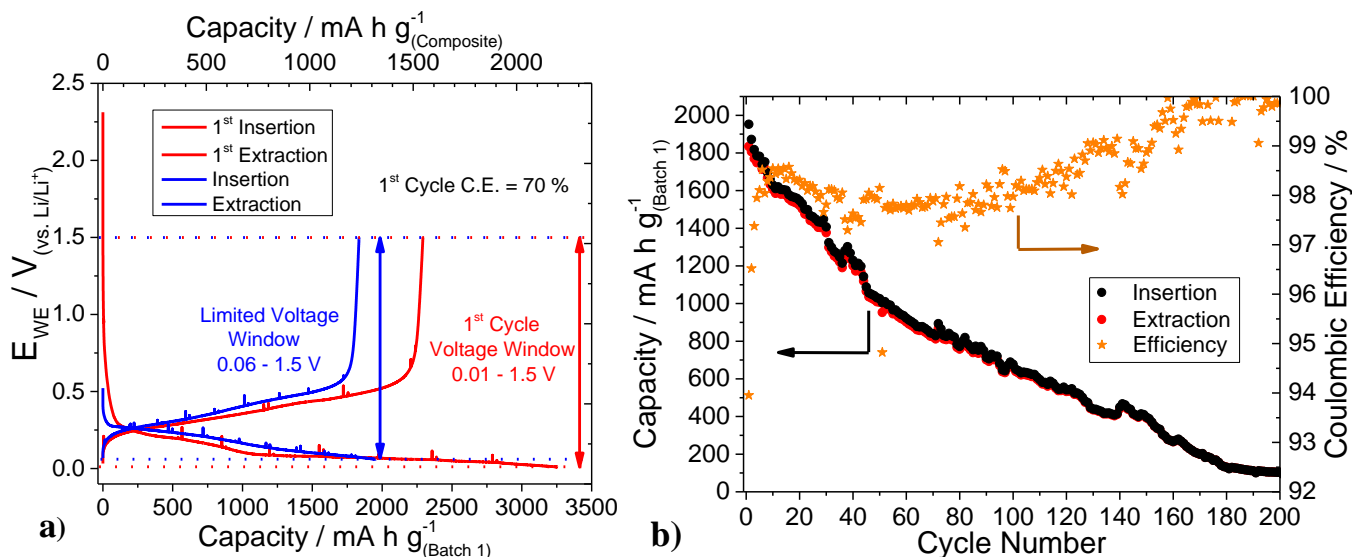 Capacity / mA h g⁻¹(Composite)
0 500 1000 1500 2000
2.5
2.0
1.5
1.0
0.5
0.0
E_WE / V(vs. Li/Li⁺)
1st Insertion
1st Extraction
Insertion
Extraction
1st Cycle C.E. = 70 %
Limited Voltage
Window
0.06 - 1.5 V
1st Cycle
Voltage Window
0.01 - 1.5 V
0 500 1000 1500 2000 2500 3000 3500
Capacity / mA h g⁻¹(Batch 1)
a)
Capacity / mA h g⁻¹(Batch 1)
2000
1800
1600
1400
1200
1000
800
600
400
200
0
100
99
98
97
96
95
94
93
92
Coulombic Efficiency / %
Insertion
Extraction
Efficiency
0 20 40 60 80 100 120 140 160 180 200
Cycle Number
b)